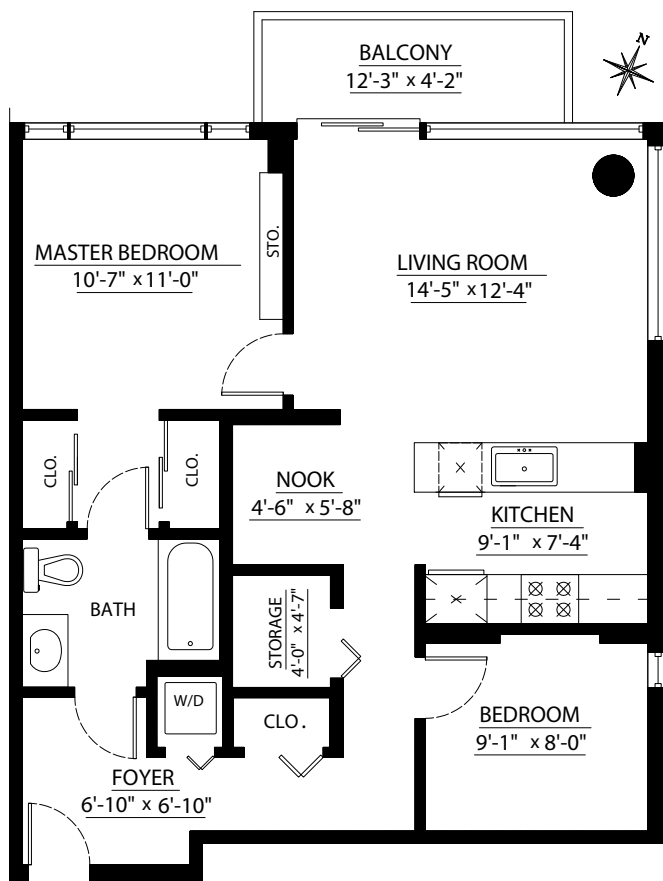 N
BALCONY
12'-3" x 4'-2"
MASTER BEDROOM
10'-7" x 11'-0"
STO.
LIVING ROOM
14'-5" x 12'-4"
CLO.
CLO.
NOOK
4'-6" x 5'-8"
KITCHEN
9'-1" x 7'-4"
BATH
STORAGE
4'-0" x 4'-7"
W/D
CLO.
BEDROOM
9'-1" x 8'-0"
FOYER
6'-10" x 6'-10"